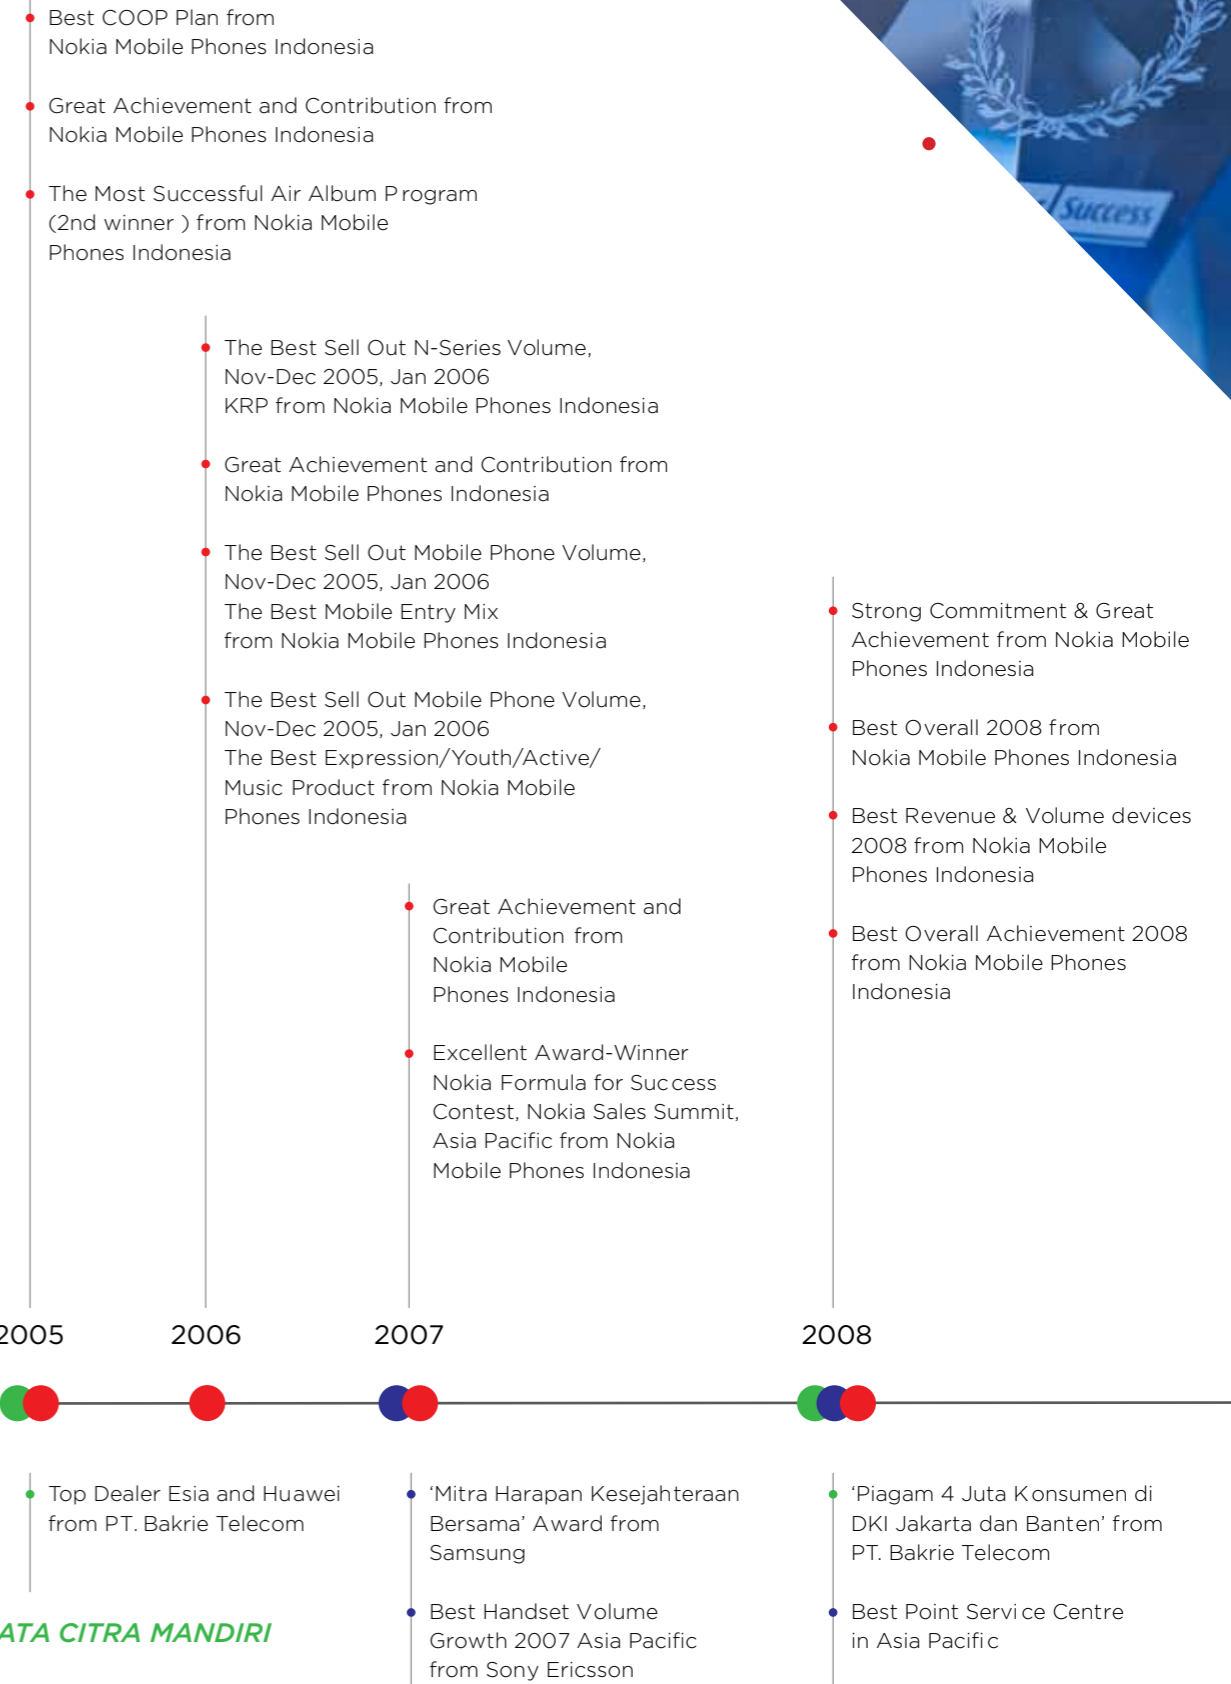 Best COOP Plan from
Nokia Mobile Phones Indonesia
Great Achievement and Contribution from
Nokia Mobile Phones Indonesia
The Most Successful Air Album Program
(2nd winner ) from Nokia Mobile
Phones Indonesia
Success
The Best Sell Out N-Series Volume,
Nov-Dec 2005, Jan 2006
KRP from Nokia Mobile Phones Indonesia
Great Achievement and Contribution from
Nokia Mobile Phones Indonesia
The Best Sell Out Mobile Phone Volume,
Nov-Dec 2005, Jan 2006
The Best Mobile Entry Mix
from Nokia Mobile Phones Indonesia
The Best Sell Out Mobile Phone Volume,
Nov-Dec 2005, Jan 2006
The Best Expression/Youth/Active/
Music Product from Nokia Mobile
Phones Indonesia
Great Achievement and
Contribution from
Nokia Mobile
Phones Indonesia
Excellent Award-Winner
Nokia Formula for Success
Contest, Nokia Sales Summit,
Asia Pacific from Nokia
Mobile Phones Indonesia
Strong Commitment & Great
Achievement from Nokia Mobile
Phones Indonesia
Best Overall 2008 from
Nokia Mobile Phones Indonesia
Best Revenue & Volume devices
2008 from Nokia Mobile
Phones Indonesia
Best Overall Achievement 2008
from Nokia Mobile Phones
Indonesia
2005 2006 2007 2008
Top Dealer Esia and Huawei
from PT. Bakrie Telecom
ATA CITRA MANDIRI
‘Mitra Harapan Kesejahteraan
Bersama’ Award from
Samsung
Best Handset Volume
Growth 2007 Asia Pacific
from Sony Ericsson
‘Piagam 4 Juta Konsumen di
DKI Jakarta dan Banten’ from
PT. Bakrie Telecom
Best Point Service Centre
in Asia Pacific